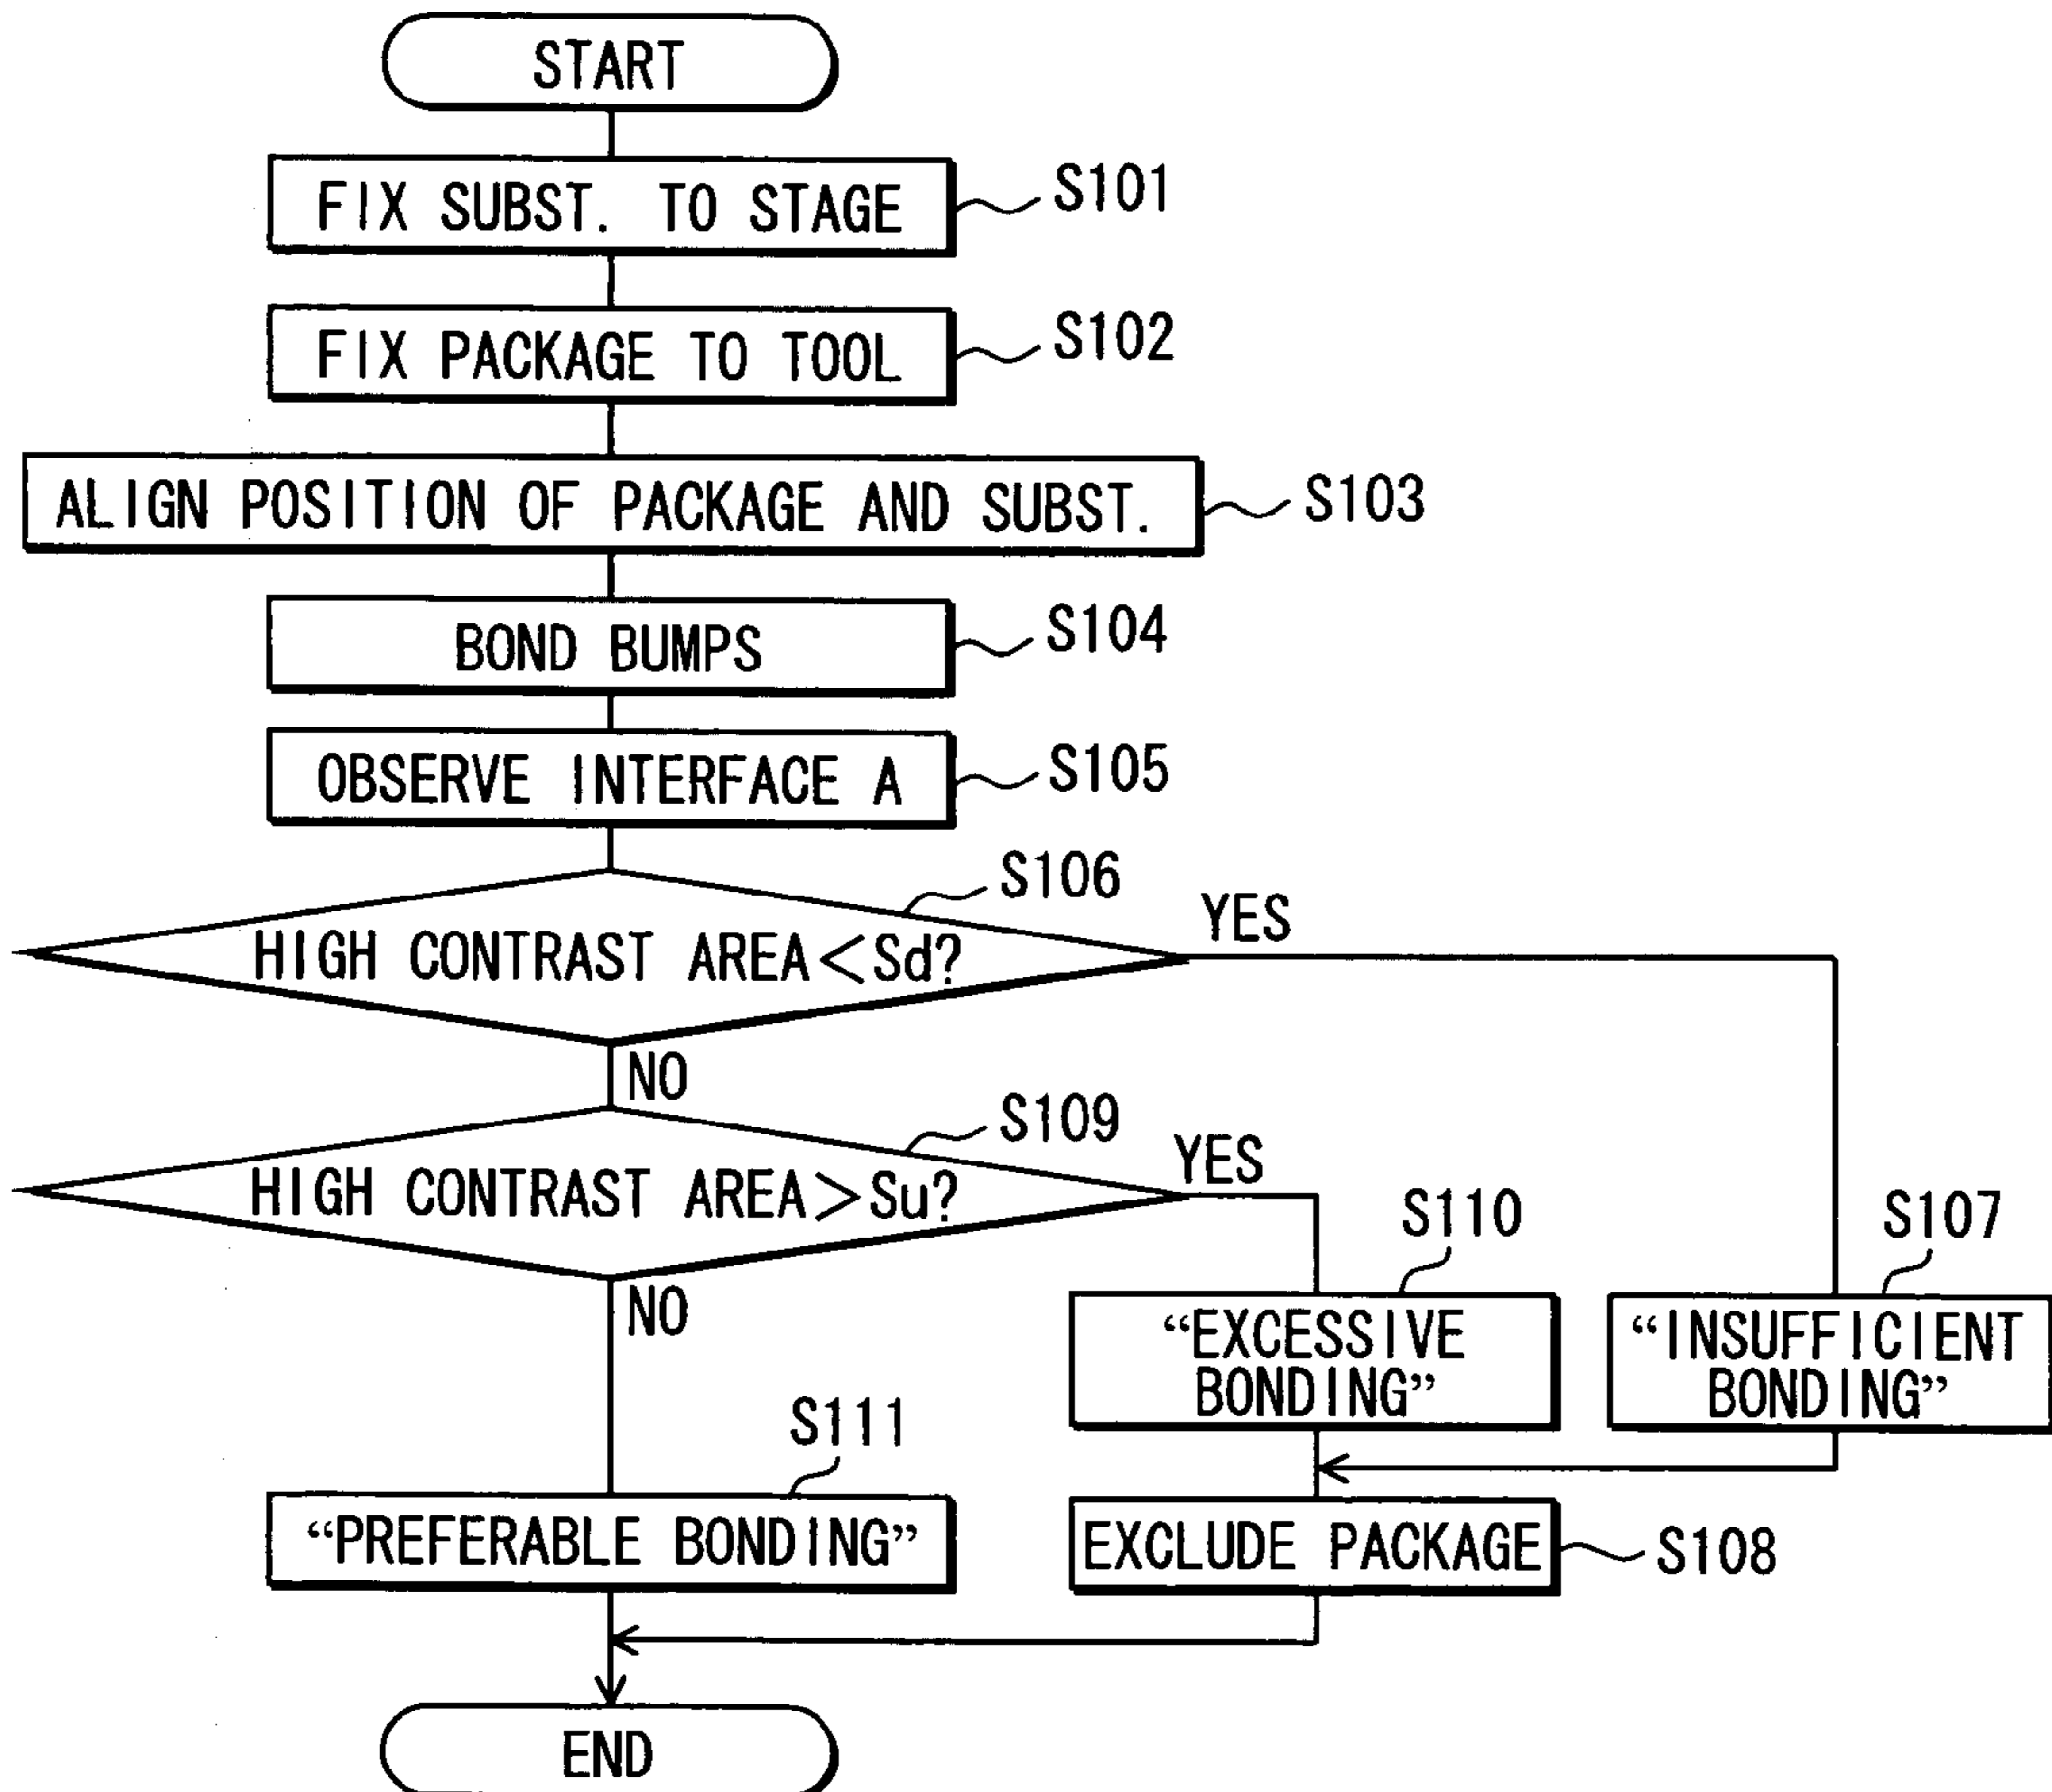 START
FIX SUBST. TO STAGE
S101
FIX PACKAGE TO TOOL
S102
ALIGN POSITION OF PACKAGE AND SUBST.
S103
BOND BUMPS
S104
OBSERVE INTERFACE A
S105
S106
HIGH CONTRAST AREA<Sd?
YES
NO
S109
HIGH CONTRAST AREA>Su?
YES
NO
S110
“EXCESSIVE
BONDING”
S107
“INSUFFICIENT
BONDING”
S111
“PREFERABLE BONDING”
EXCLUDE PACKAGE
S108
END